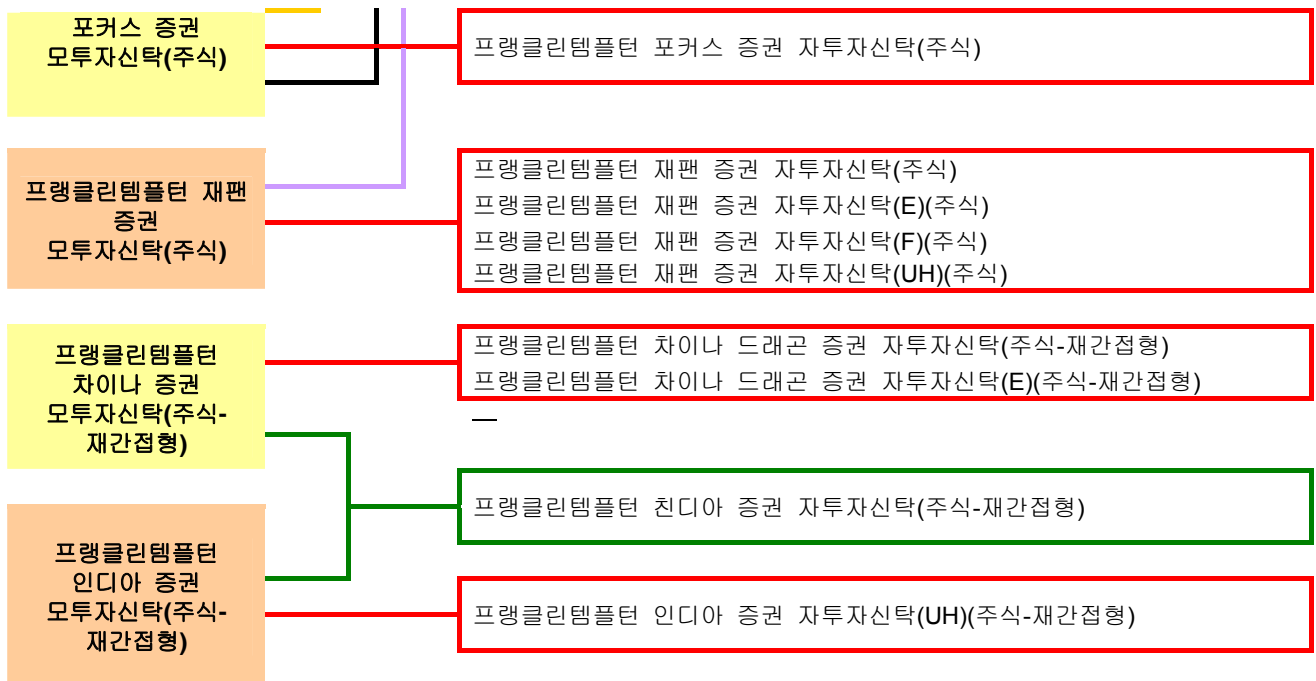 포커스 증권
모투자신탁(주식)
프랭클린템플턴 포커스 증권 자투자신탁(주식)
프랭클린템플턴 재팬
증권
모투자신탁(주식)
프랭클린템플턴 재팬 증권 자투자신탁(주식)
프랭클린템플턴 재팬 증권 자투자신탁(E)(주식)
프랭클린템플턴 재팬 증권 자투자신탁(F)(주식)
프랭클린템플턴 재팬 증권 자투자신탁(UH)(주식)
프랭클린템플턴
차이나 증권
모투자신탁(주식-
재간접형)
프랭클린템플턴 차이나 드래곤 증권 자투자신탁(주식-재간접형)
프랭클린템플턴 차이나 드래곤 증권 자투자신탁(E)(주식-재간접형)
프랭클린템플턴 친디아 증권 자투자신탁(주식-재간접형)
프랭클린템플턴
인디아 증권
모투자신탁(주식-
재간접형)
프랭클린템플턴 인디아 증권 자투자신탁(UH)(주식-재간접형)